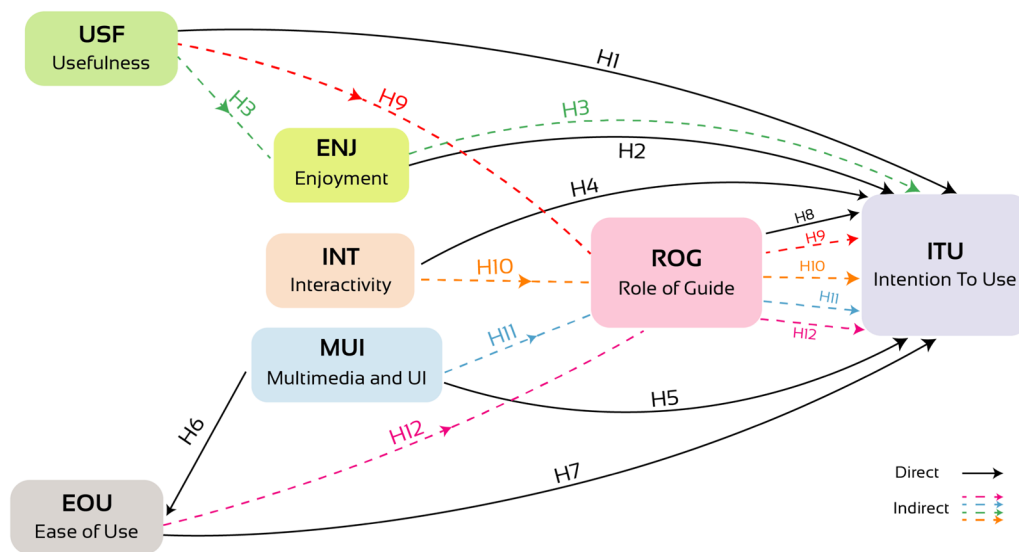 USF
Usefulness
H1
H9
H3
H3
ENJ
Enjoyment
H2
H4
INT
Interactivity
H10
ROG
Role of Guide
H8
H9
H10
H11
H12
ITU
Intention To Use
MUI
Multimedia and UI
H11
H5
H6
H12
H7
EOU
Ease of Use
Direct
Indirect